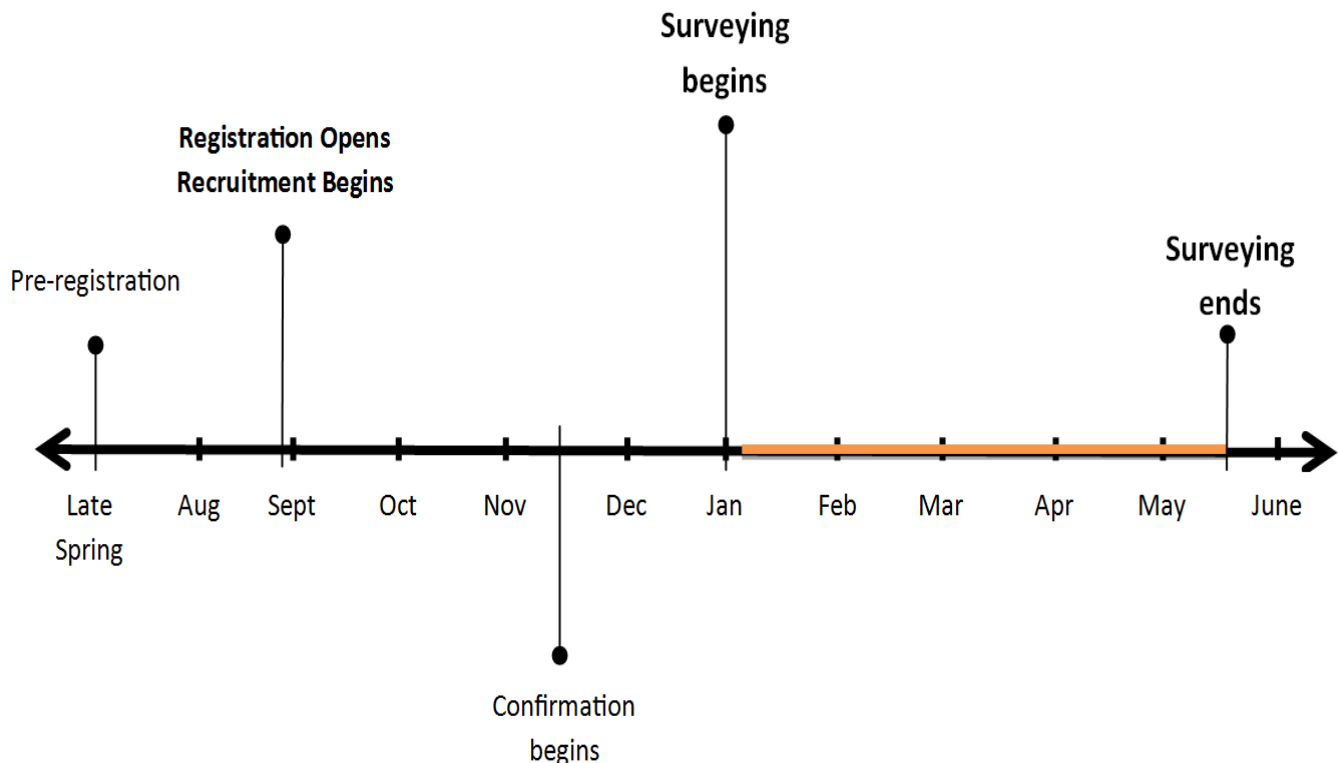 Surveying
begins
Registration Opens
Recruitment Begins
Pre-registration
Surveying
ends
Late
Spring
Aug
Sept
Oct
Nov
Dec
Jan
Feb
Mar
Apr
May
June
Confirmation
begins